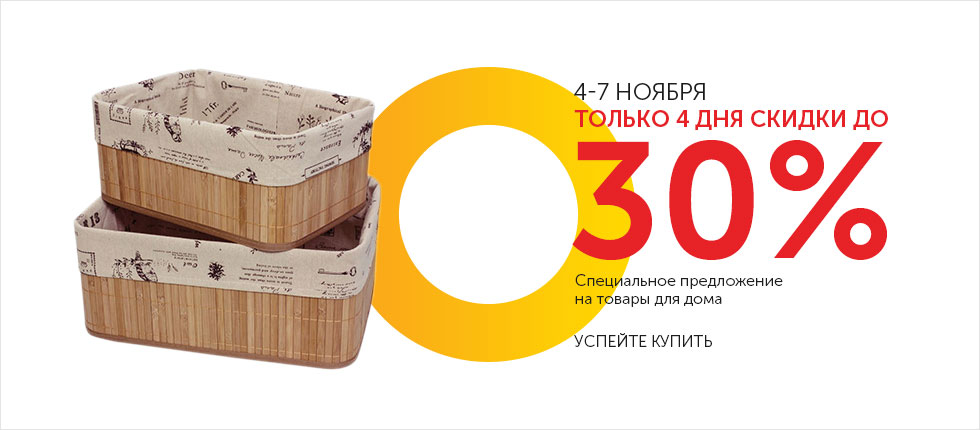 4-7 НОЯБРЯ
ТОЛЬКО 4 ДНЯ СКИДКИ ДО
30%
Специальное предложение
на товары для дома
УСПЕЙТЕ КУПИТЬ